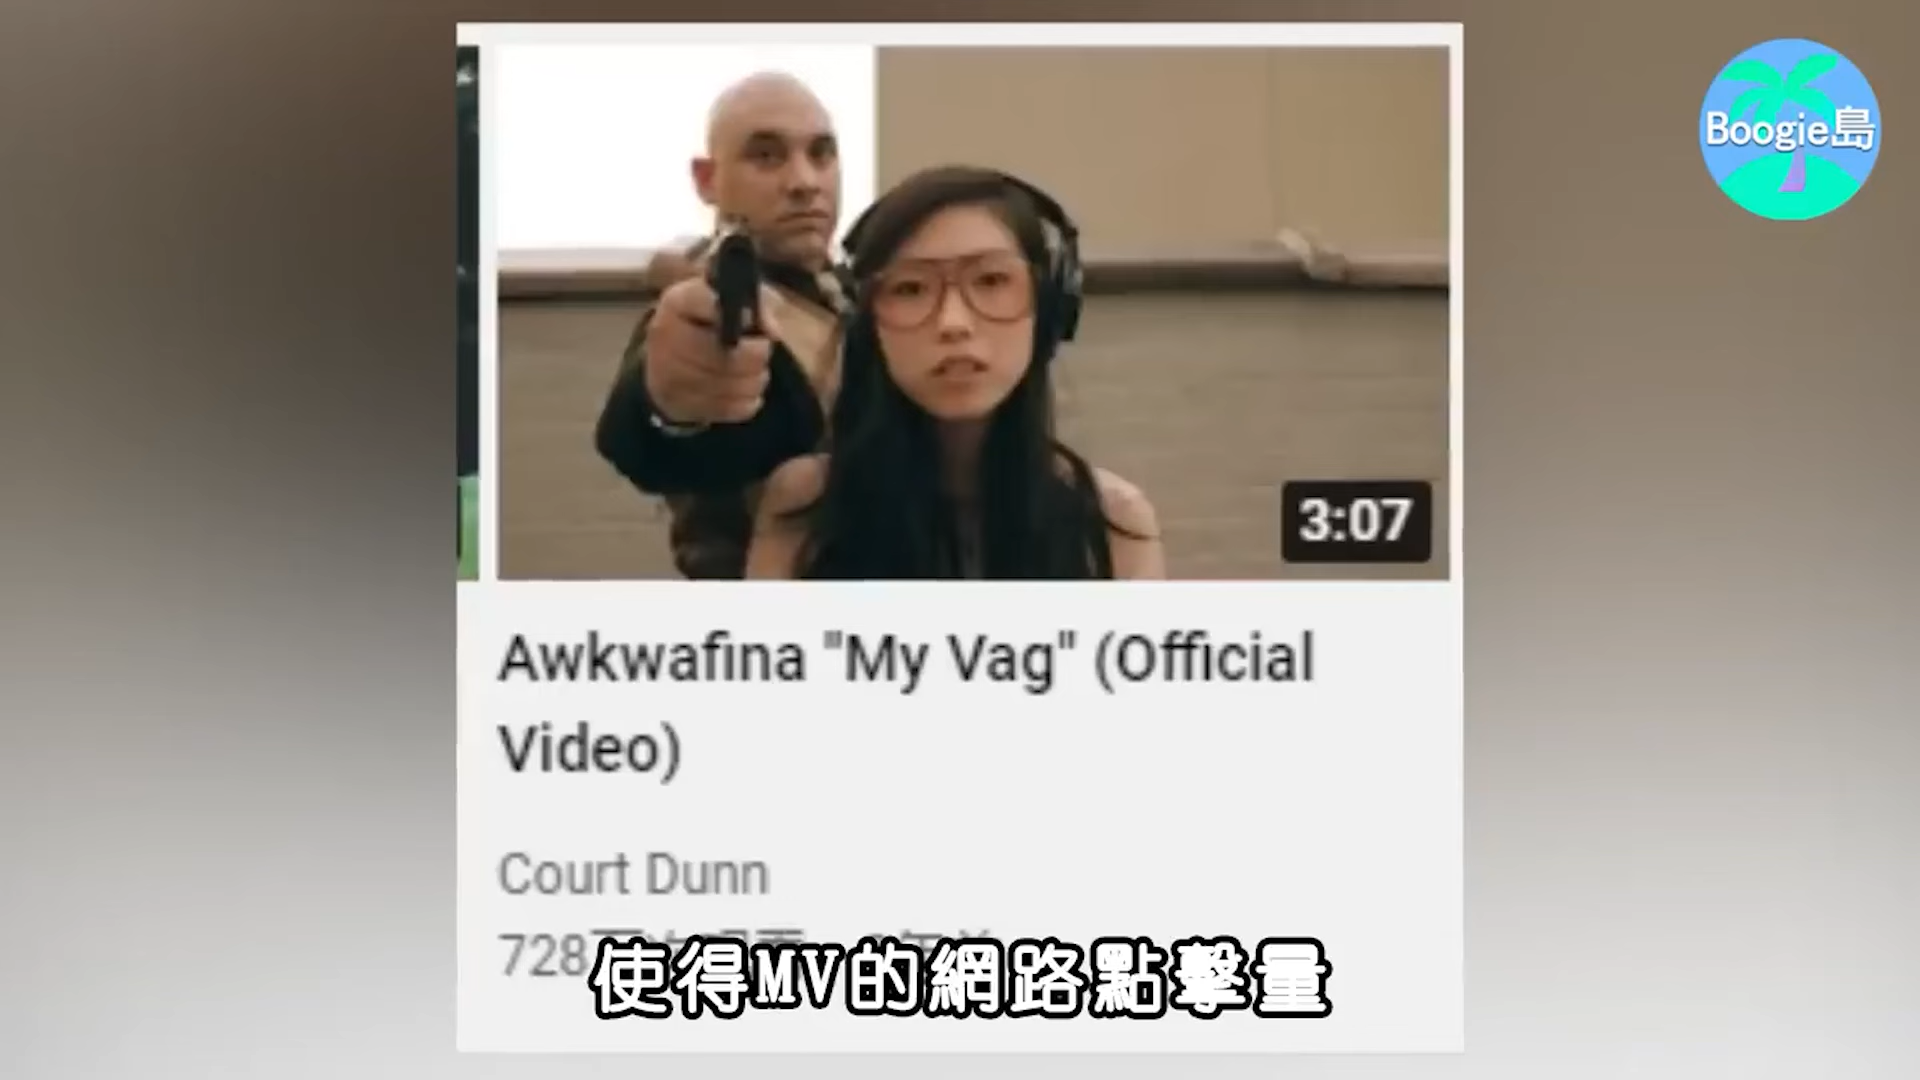 Boogie島
3:07
Awkwafina "My Vag" (Official
Video)
Court Dunn
728
使得MV的網路點擊量